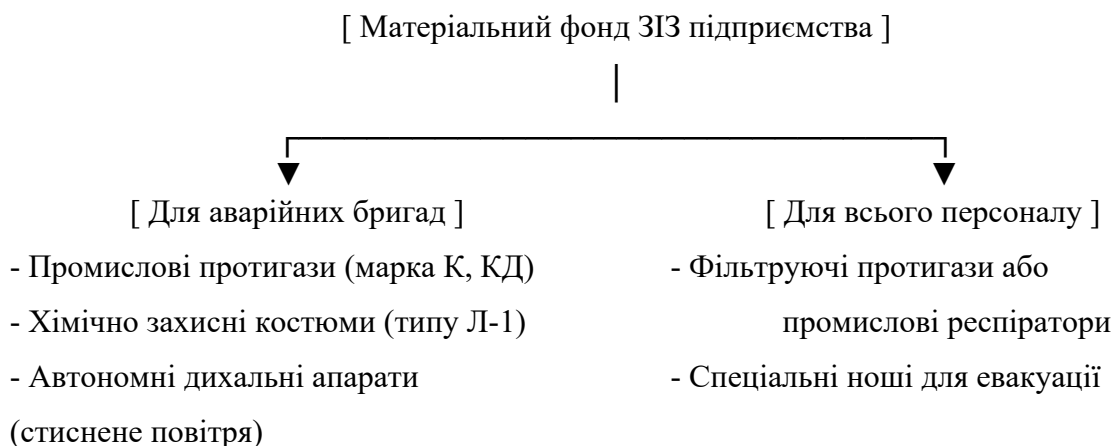 [ Матеріальний фонд ЗІЗ підприємства ]
[ Для аварійних бригад ]
- Промислові протигази (марка К, КД)
- Хімічно захисні костюми (типу Л-1)
- Автономні дихальні апарати
(стиснене повітря)
[ Для всього персоналу ]
- Фільтруючі протигази або
промислові респіратори
- Спеціальні ноші для евакуації